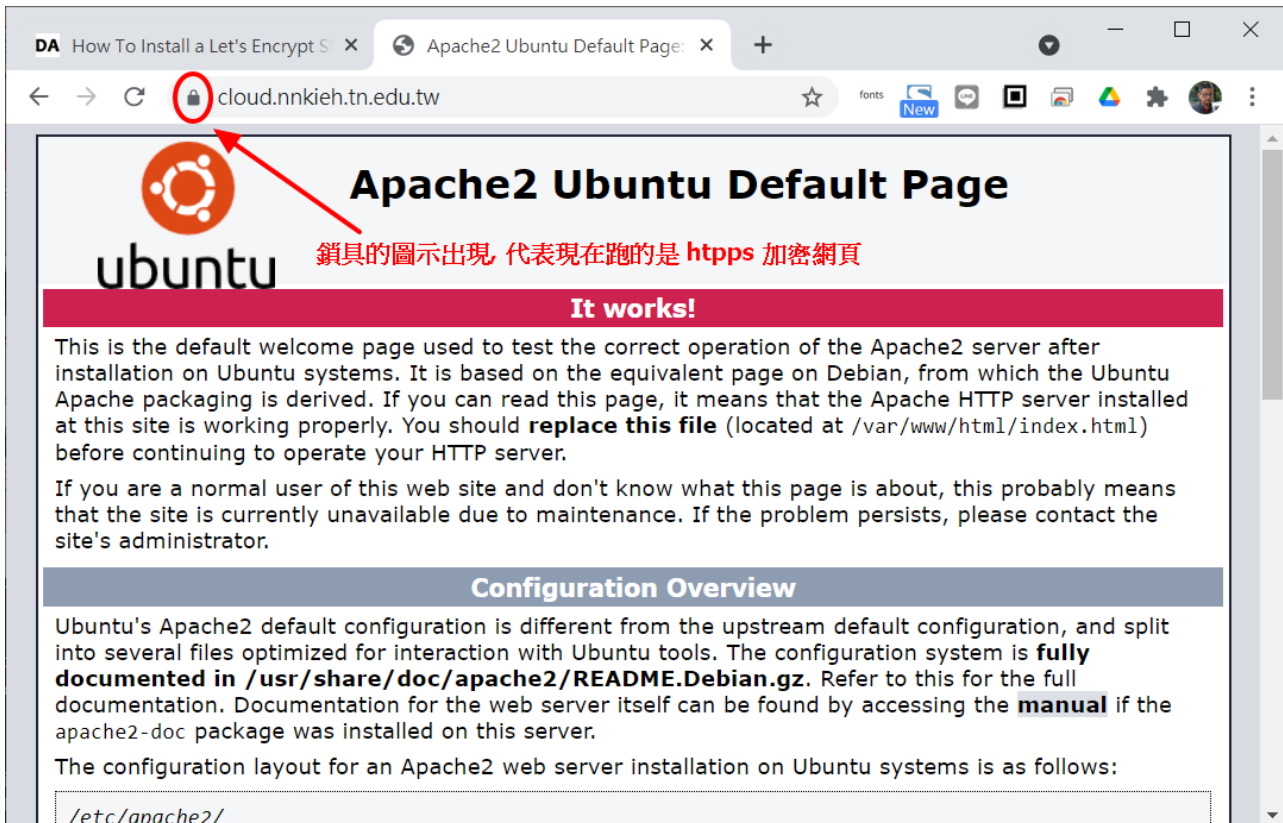 DA How To Install a Let's Encrypt S
Apache2 Ubuntu Default Page:
cloud.nnkieh.tn.edu.tw
fonts
New
LINE
Apache2 Ubuntu Default Page
ubuntu
鎖具的圖示出現, 代表現在跑的是 htpps 加密網頁
It works!
This is the default welcome page used to test the correct operation of the Apache2 server after
installation on Ubuntu systems. It is based on the equivalent page on Debian, from which the Ubuntu
Apache packaging is derived. If you can read this page, it means that the Apache HTTP server installed
at this site is working properly. You should replace this file (located at /var/www/html/index.html)
before continuing to operate your HTTP server.
If you are a normal user of this web site and don't know what this page is about, this probably means
that the site is currently unavailable due to maintenance. If the problem persists, please contact the
site's administrator.
Configuration Overview
Ubuntu's Apache2 default configuration is different from the upstream default configuration, and split
into several files optimized for interaction with Ubuntu tools. The configuration system is fully
documented in /usr/share/doc/apache2/README.Debian.gz. Refer to this for the full
documentation. Documentation for the web server itself can be found by accessing the manual if the
apache2-doc package was installed on this server.
The configuration layout for an Apache2 web server installation on Ubuntu systems is as follows:
/etc/apache2/